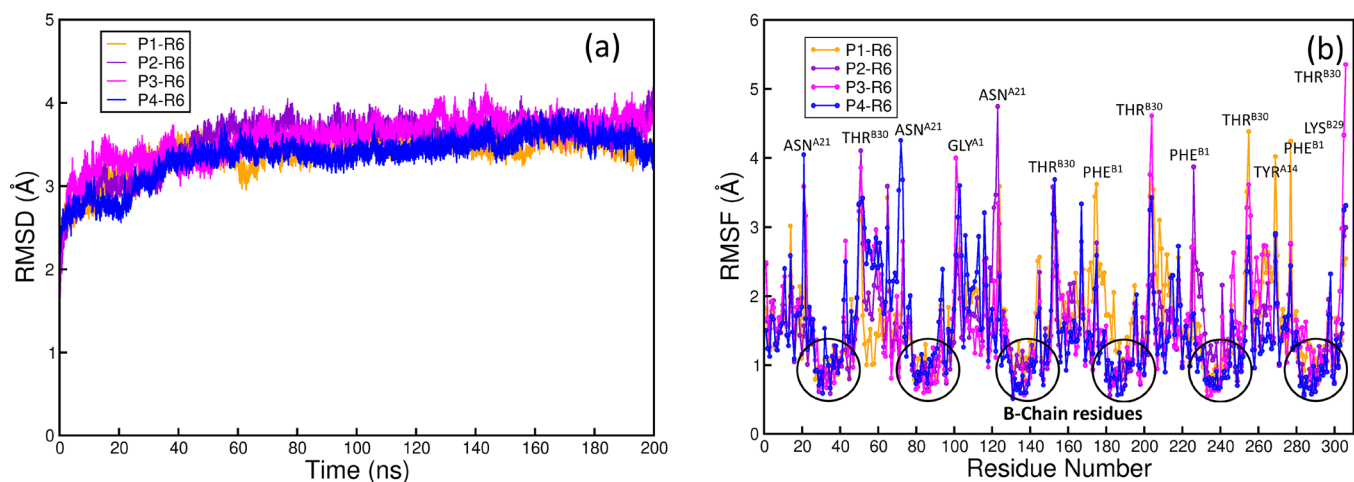 (a)
P1-R6
P2-R6
P3-R6
P4-R6
RMSD (Å)
5
4
3
2
1
0
0 20 40 60 80 100 120 140 160 180 200
Time (ns)
(b)
P1-R6
P2-R6
P3-R6
P4-R6
RMSF (Å)
6
5
4
3
2
1
0
ASN^A21
THR^B30
ASN^A21
GLY^A1
ASN^A21
THR^B30
PHE^B1
THR^B30
PHE^B1
THR^B30
TYR^A14
PHE^B1
LYS^B29
THR^B30
B-Chain residues
0 20 40 60 80 100 120 140 160 180 200 220 240 260 280 300
Residue Number